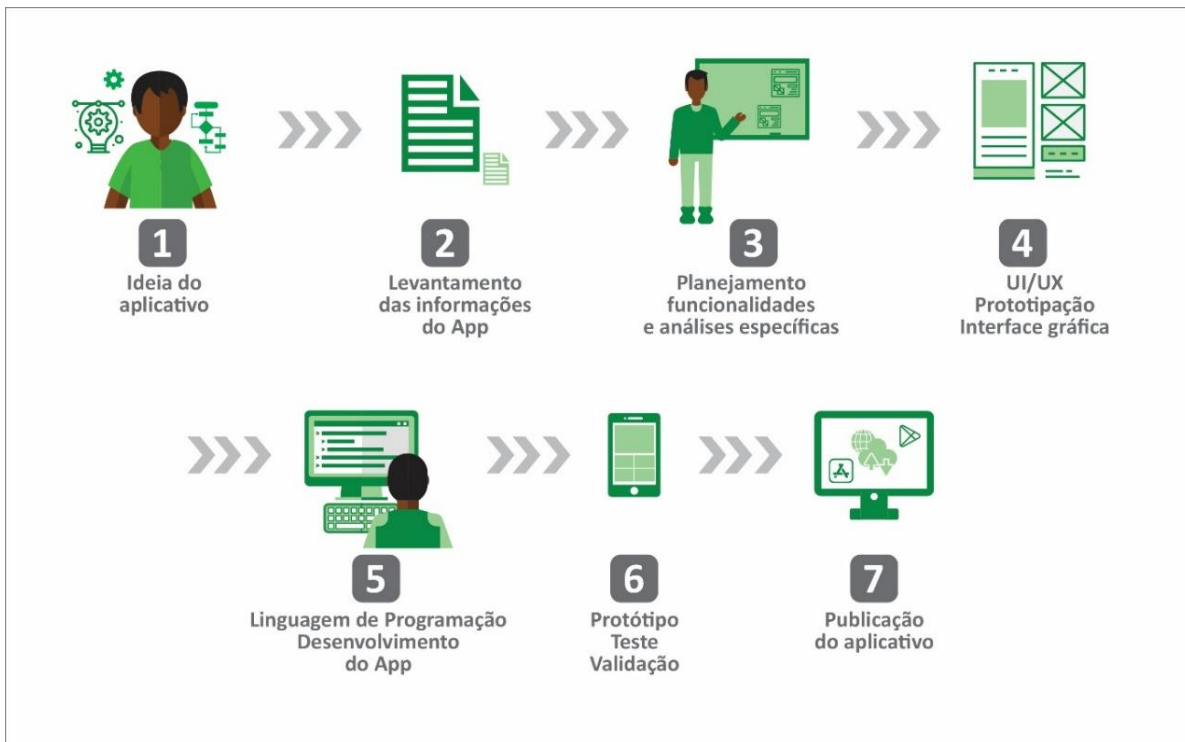 1
Ideia do
aplicativo
2
Levantamento
das informações
do App
3
Planejamento
funcionalidades
e análises específicas
4
UI/UX
Prototipação
Interface gráfica
5
Linguagem de Programação
Desenvolvimento
do App
6
Protótipo
Teste
Validação
7
Publicação
do aplicativo